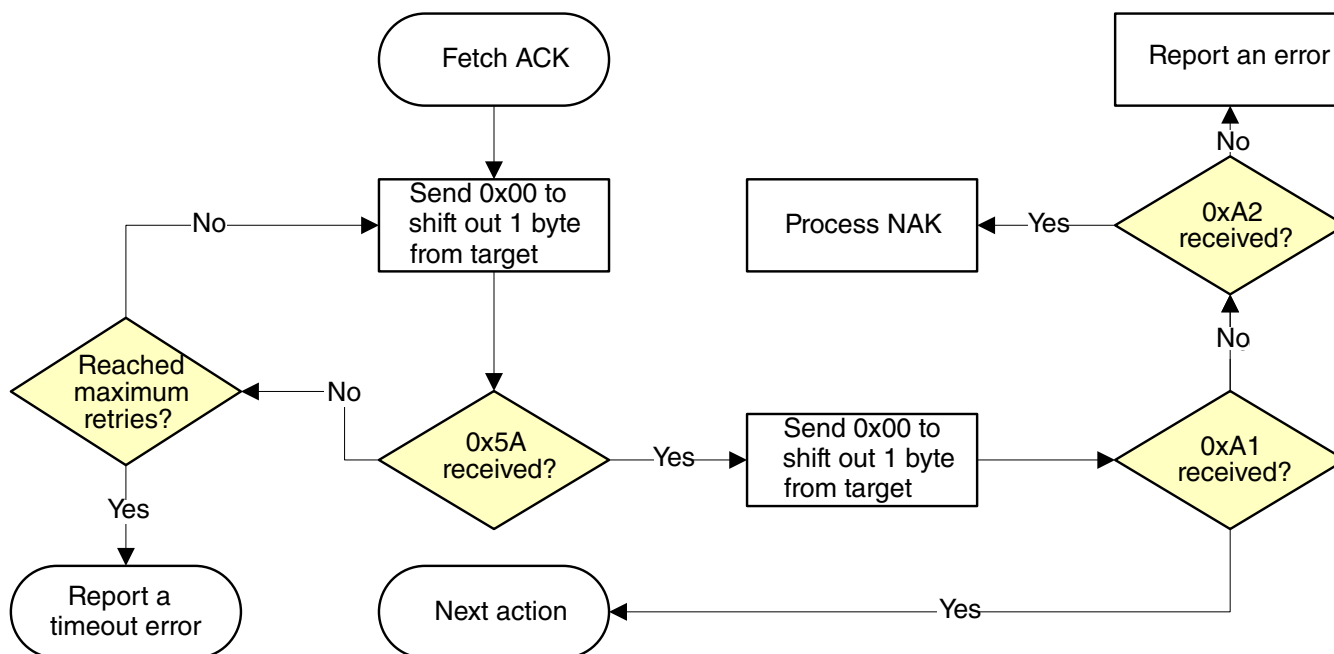 Fetch ACK
Report an error
No
Send 0x00 to
shift out 1 byte
from target
No
Process NAK
Yes
0xA2
received?
No
Reached
maximum
retries?
No
0x5A
received?
Yes
Send 0x00 to
shift out 1 byte
from target
0xA1
received?
Yes
Report a
timeout error
Next action
Yes